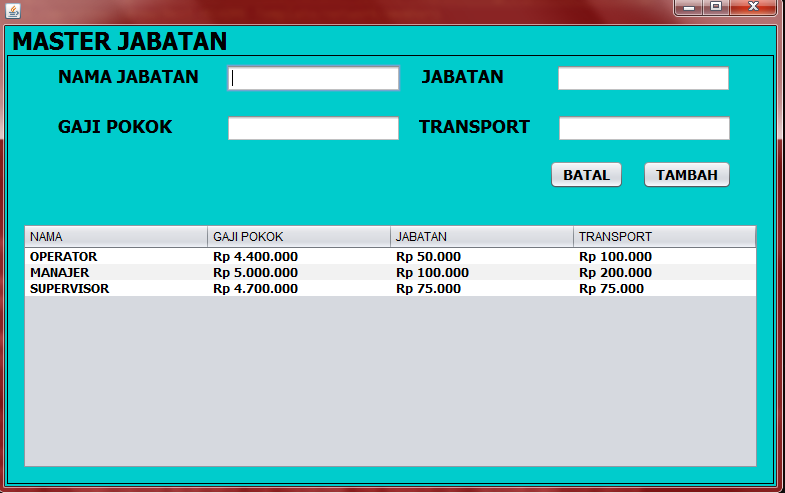 MASTER JABATAN
NAMA JABATAN JABATAN
GAJI POKOK TRANSPORT
BATAL TAMBAH
NAMA GAJI POKOK JABATAN TRANSPORT
OPERATOR Rp 4.400.000 Rp 50.000 Rp 100.000
MANAJER Rp 5.000.000 Rp 100.000 Rp 200.000
SUPERVISOR Rp 4.700.000 Rp 75.000 Rp 75.000